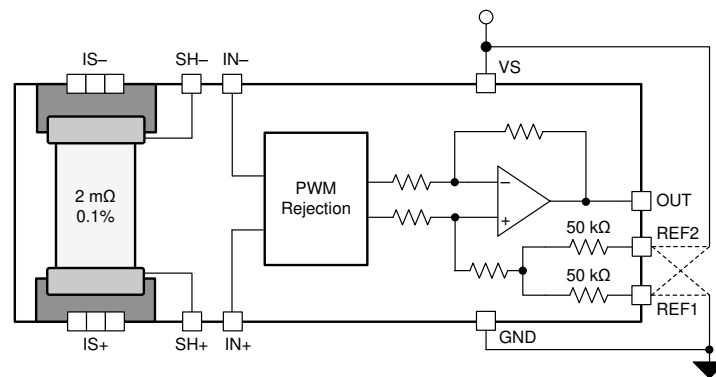 IS–
SH–
IN–
VS
2 mΩ
0.1%
PWM
Rejection
–
+
OUT
50 kΩ
REF2
50 kΩ
REF1
GND
IS+
SH+
IN+